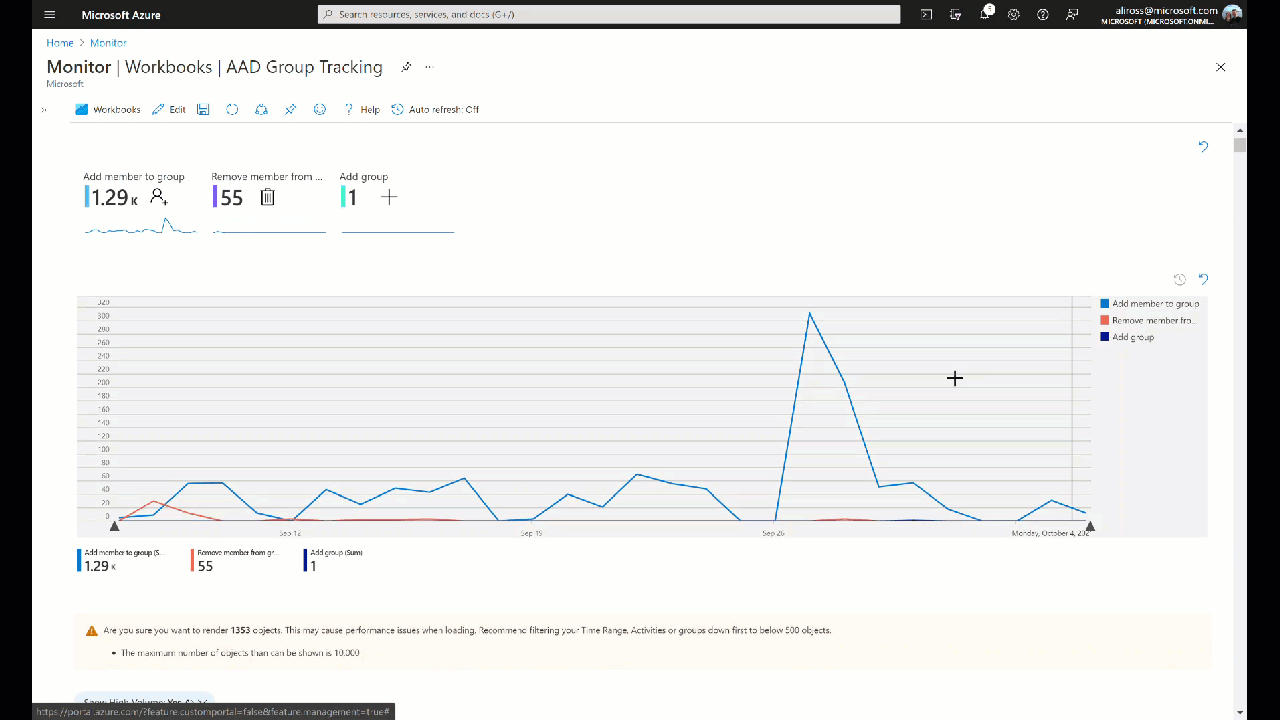 Microsoft Azure
Search resources, services, and docs (G+/)
aliross@microsoft.com
MICROSOFT (MICROSOFT.ONMI...
Home > Monitor
Monitor | Workbooks | AAD Group Tracking
Microsoft
Workbooks Edit Help Auto refresh: Off
Add member to group Remove member from ... Add group
1.29 K 55 1
320
300
280
260
240
220
200
180
160
140
120
100
80
60
40
20
0
Sep 12 Sep 19 Sep 26 Monday, October 4, 202
Add member to group
Remove member fro...
Add group
Add member to group (S... Remove member from gr... Add group (Sum)
1.29 K 55 1
Are you sure you want to render 1353 objects. This may cause performance issues when loading. Recommend filtering your Time Range, Activities or groups down first to below 500 objects.
• The maximum number of objects than can be shown is 10,000
Show High Volume: Yes
https://portal.azure.com/?feature.customportal=false&feature.management=true#